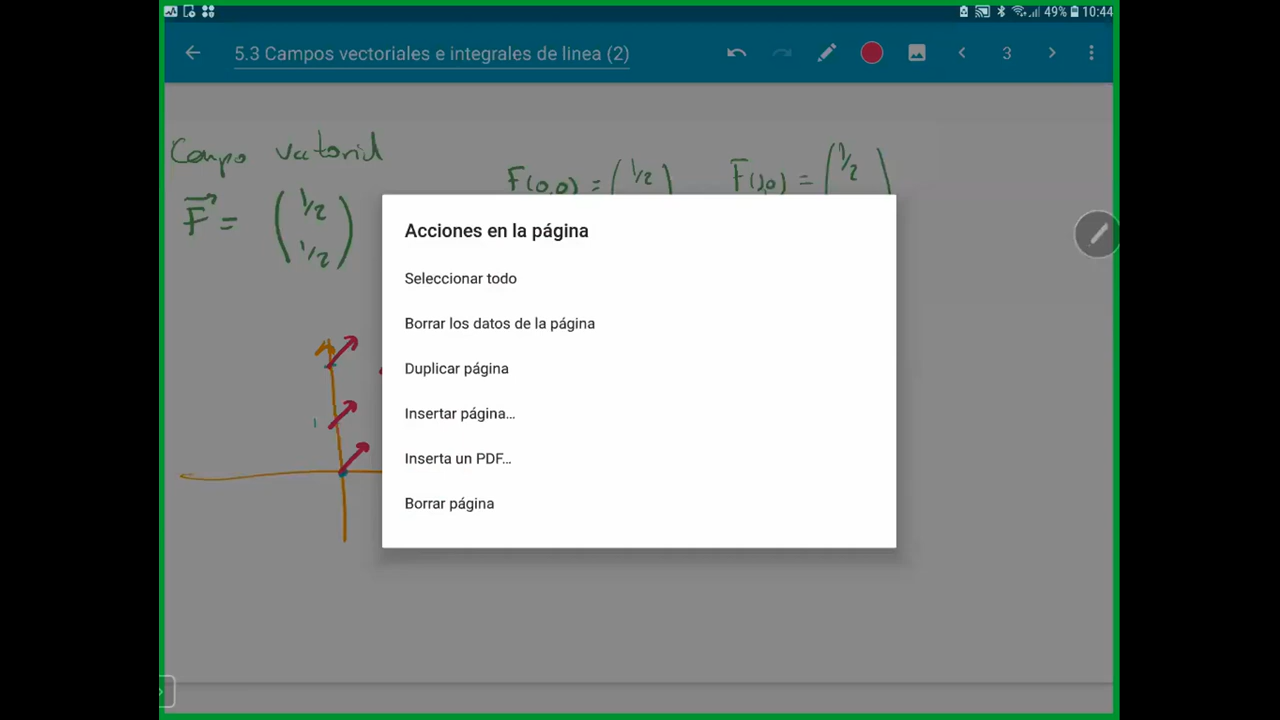 49% 10:44
5.3 Campos vectoriales e integrales de linea (2)
3
Campo vectorial
F(0,0) = (1/2)
F(1,0) = (1/2)
F = (1/2
1/2)
Acciones en la página
Seleccionar todo
Borrar los datos de la página
Duplicar página
Insertar página...
Inserta un PDF...
Borrar página
1